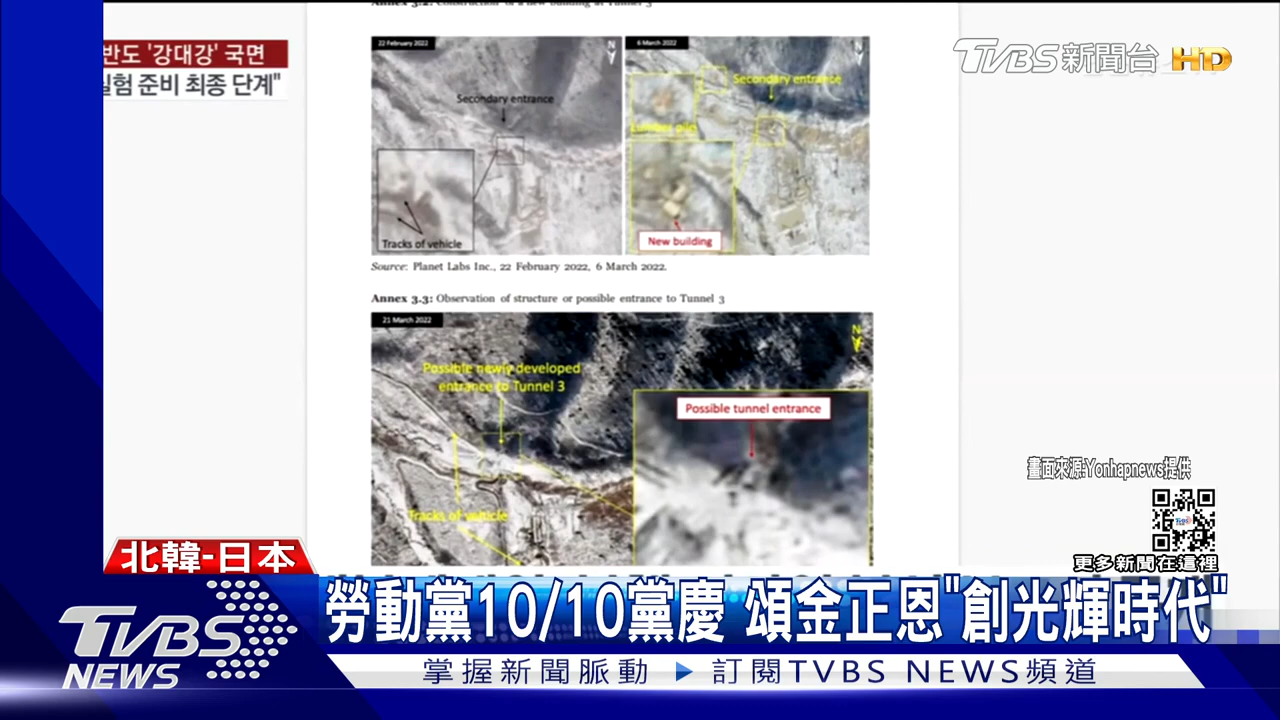 Annex 3.2: Construction of a new building at Tunnel 3
반도 '강대강' 국면
실험 준비 최종 단계"
22 February 2022
N
Secondary entrance
Tracks of vehicle
6 March 2022
N
Secondary entrance
Lumber pile
New building
TVBS新聞台 HD
Source: Planet Labs Inc., 22 February 2022, 6 March 2022.
Annex 3.3: Observation of structure or possible entrance to Tunnel 3
21 March 2022
N
Possible newly developed
entrance to Tunnel 3
Possible tunnel entrance
Tracks of vehicle
畫面來源:Yonhapnews提供
TVBS
更多新聞在這裡
北韓-日本
勞動黨10/10黨慶 頌金正恩"創光輝時代"
TVBS
NEWS
掌握新聞脈動 ▶ 訂閱TVBS NEWS頻道